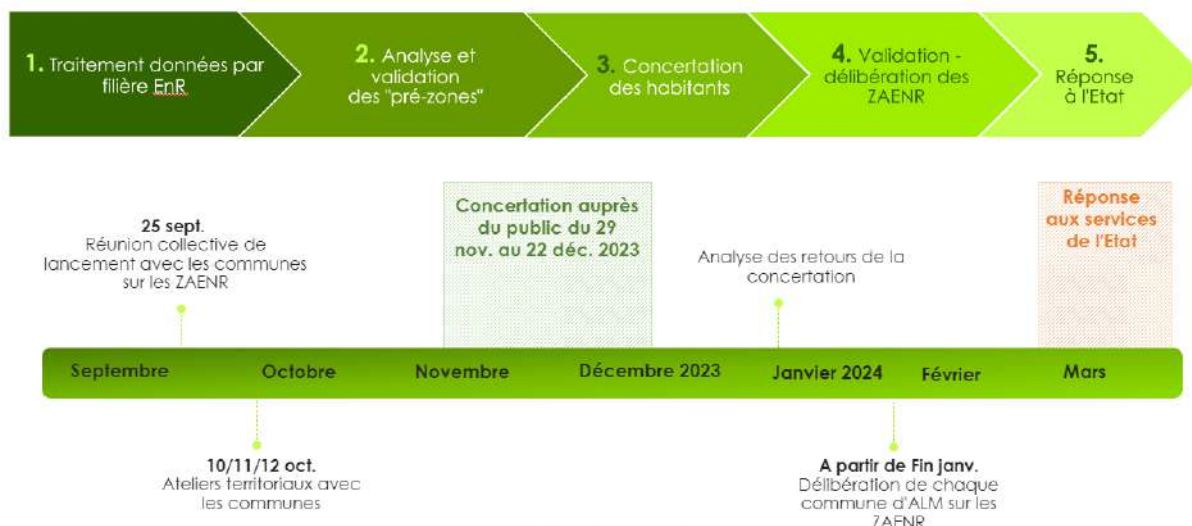 1. Traitement données par
filière EnR
2. Analyse et
validation
des "pré-zones"
3. Concertation
des habitants
4. Validation -
délibération des
ZAENR
5.
Réponse
à l'Etat
25 sept.
Réunion collective de
lancement avec les communes
sur les ZAENR
Concertation auprès
du public du 29
nov. au 22 déc. 2023
Analyse des retours de la
concertation
Réponse
aux services
de l'Etat
Septembre
Octobre
Novembre
Décembre 2023
Janvier 2024
Février
Mars
10/11/12 oct.
Ateliers territoriaux avec
les communes
A partir de Fin janv.
Délibération de chaque
commune d'ALM sur les
ZAENR